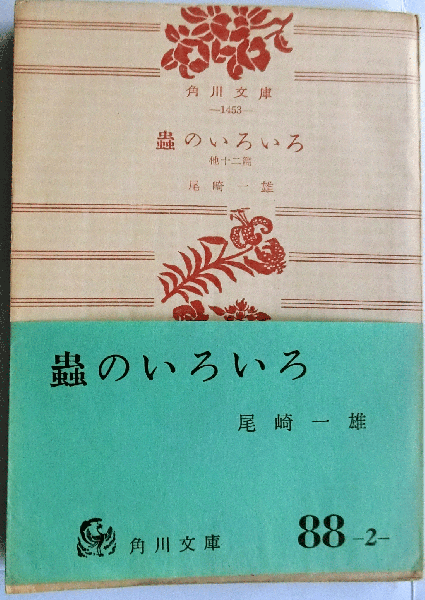 角川文庫
—1453—
蟲のいろいろ
他十二篇
尾崎一雄
蟲のいろいろ
尾崎一雄
角川文庫
88-2-